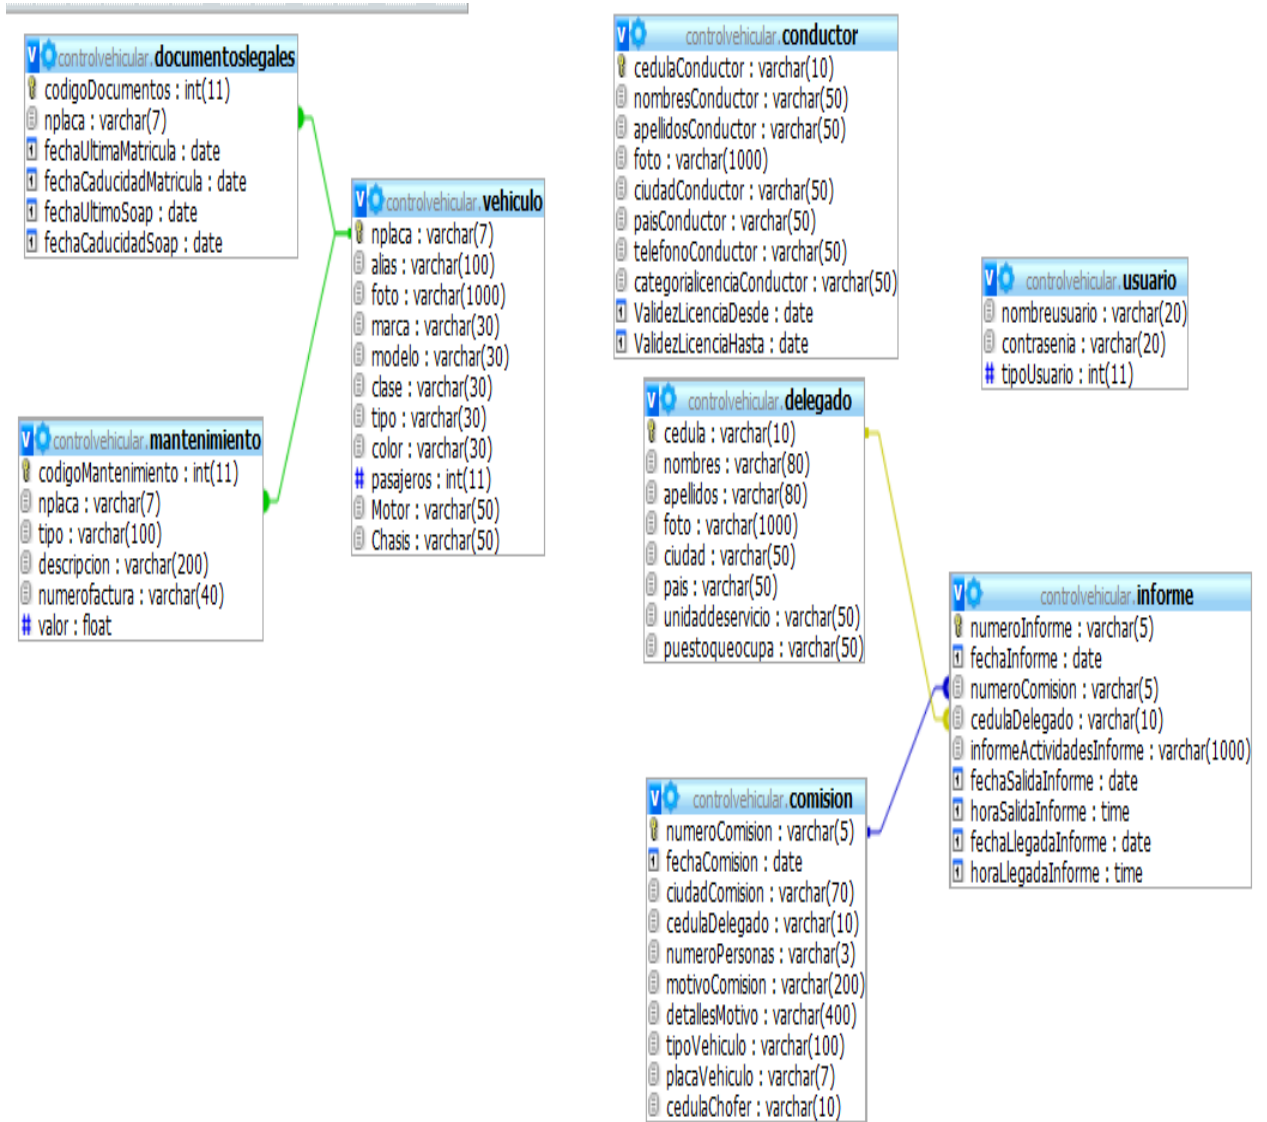 controlvehicular.documentoslegales
codigoDocumentos : int(11)
nplaca : varchar(7)
fechaUltimaMatricula : date
fechaCaducidadMatricula : date
fechaUltimoSoap : date
fechaCaducidadSoap : date
controlvehicular.mantenimiento
codigoMantenimiento : int(11)
nplaca : varchar(7)
tipo : varchar(100)
descripcion : varchar(200)
numerofactura : varchar(40)
# valor : float
controlvehicular.vehiculo
nplaca : varchar(7)
alias : varchar(100)
foto : varchar(1000)
marca : varchar(30)
modelo : varchar(30)
clase : varchar(30)
tipo : varchar(30)
color : varchar(30)
# pasajeros : int(11)
Motor : varchar(50)
Chasis : varchar(50)
controlvehicular.conductor
cedulaConductor : varchar(10)
nombresConductor : varchar(50)
apellidosConductor : varchar(50)
foto : varchar(1000)
ciudadConductor : varchar(50)
paisConductor : varchar(50)
telefonoConductor : varchar(50)
categorialicenciaConductor : varchar(50)
ValidezLicenciaDesde : date
ValidezLicenciaHasta : date
controlvehicular.delegado
cedula : varchar(10)
nombres : varchar(80)
apellidos : varchar(80)
foto : varchar(1000)
ciudad : varchar(50)
pais : varchar(50)
unidaddeservicio : varchar(50)
puestoqueocupa : varchar(50)
controlvehicular.comision
numeroComision : varchar(5)
fechaComision : date
ciudadComision : varchar(70)
cedulaDelegado : varchar(10)
numeroPersonas : varchar(3)
motivoComision : varchar(200)
detallesMotivo : varchar(400)
tipoVehiculo : varchar(100)
placaVehiculo : varchar(7)
cedulaChofer : varchar(10)
controlvehicular.usuario
nombreusuario : varchar(20)
contrasenia : varchar(20)
# tipoUsuario : int(11)
controlvehicular.informe
numeroInforme : varchar(5)
fechaInforme : date
numeroComision : varchar(5)
cedulaDelegado : varchar(10)
informeActividadesInforme : varchar(1000)
fechaSalidaInforme : date
horaSalidaInforme : time
fechaLlegadaInforme : date
horaLlegadaInforme : time